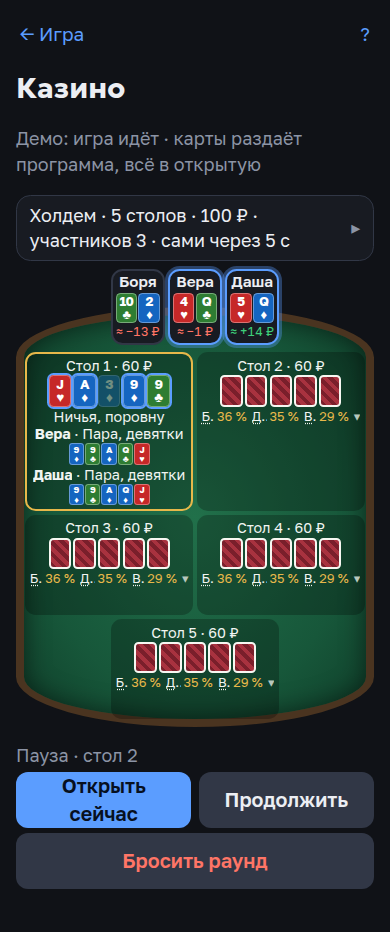 ← Игра ?
Казино
Демо: игра идёт · карты раздаёт
программа, всё в открытую
Холдем · 5 столов · 100 ₽ ·
участников 3 · сами через 5 с
Боря Вера Даша
10♣ 2♦ 4♥ Q♣ 5♥ Q♦
≈ −13 ₽ ≈ −1 ₽ ≈ +14 ₽
Стол 1 · 60 ₽
J♥ A♦ 3♦ 9♦ 9♣
Ничья, поровну
Вера · Пара, девятки
9♦ 9♣ A♦ Q♣ J♥
Даша · Пара, девятки
9♦ 9♣ A♦ Q♦ J♥
Стол 2 · 60 ₽
Б. 36 % Д. 35 % В. 29 % ▾
Стол 3 · 60 ₽
Б. 36 % Д. 35 % В. 29 % ▾
Стол 4 · 60 ₽
Б. 36 % Д. 35 % В. 29 % ▾
Стол 5 · 60 ₽
Б. 36 % Д. 35 % В. 29 % ▾
Пауза · стол 2
Открыть
сейчас
Продолжить
Бросить раунд